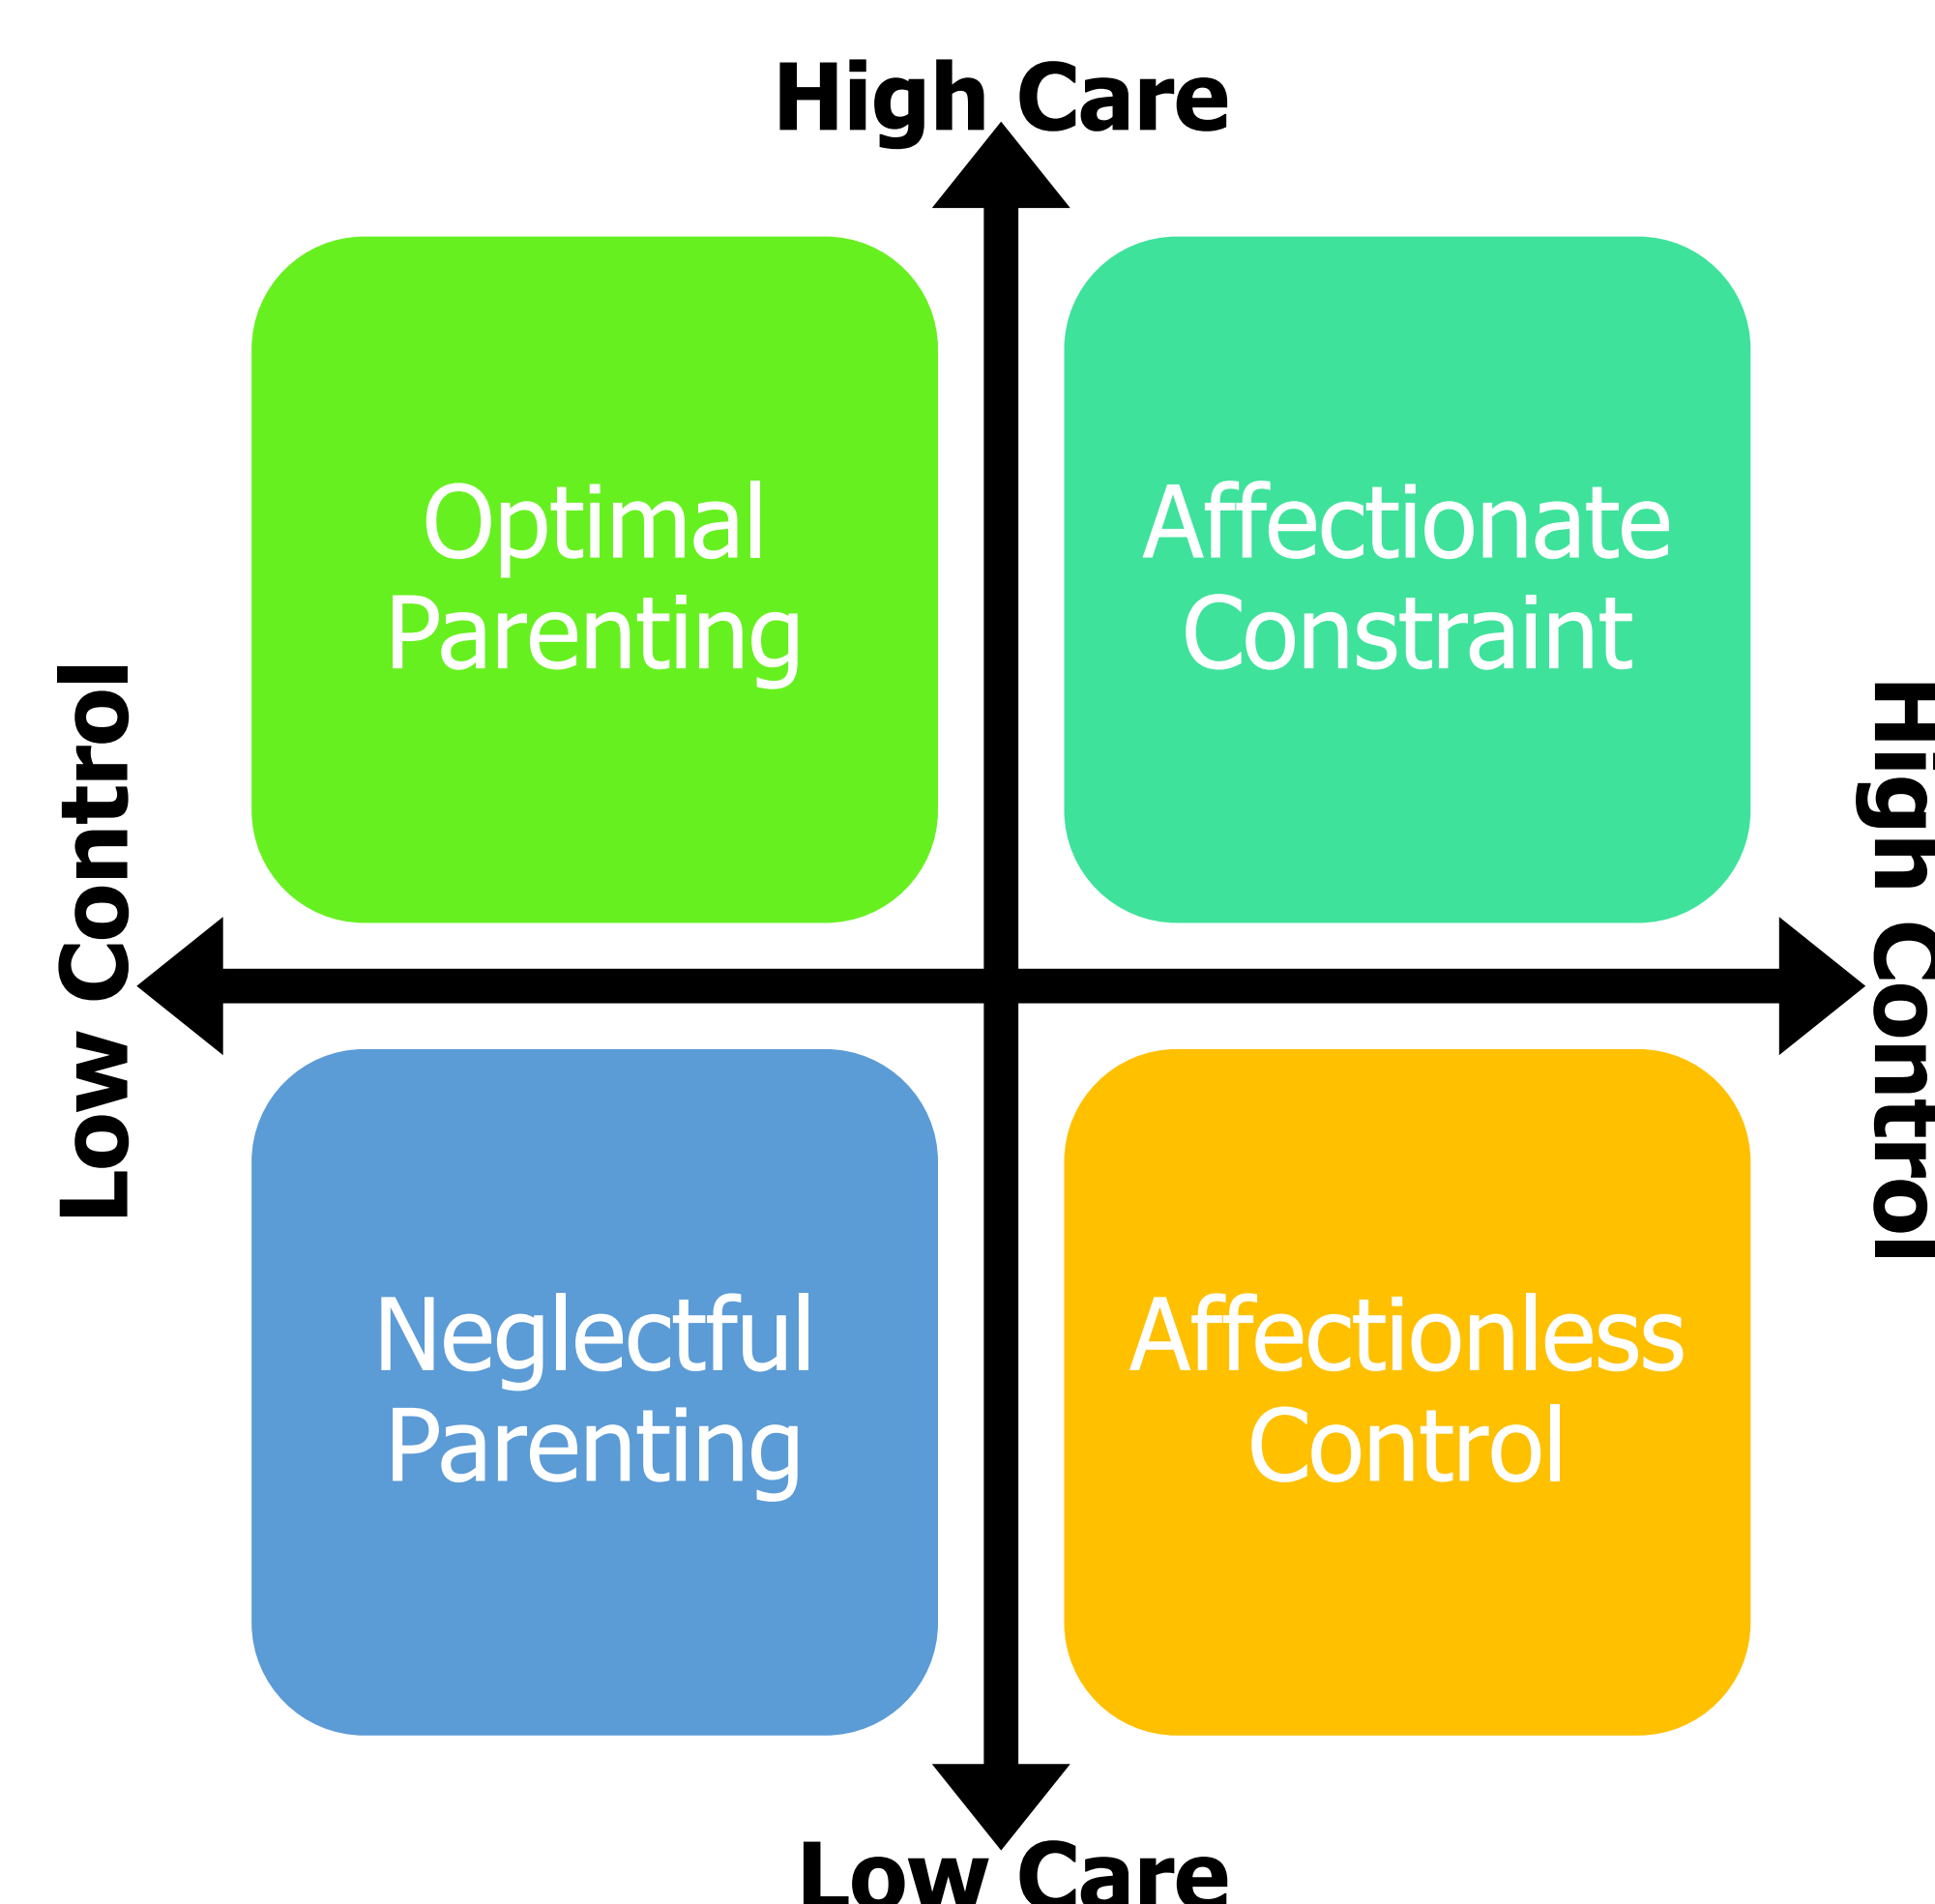 High Care
Optimal
Parenting
Affectionate
Constraint
Low Control
High Control
Neglectful
Parenting
Affectionless
Control
Low Care